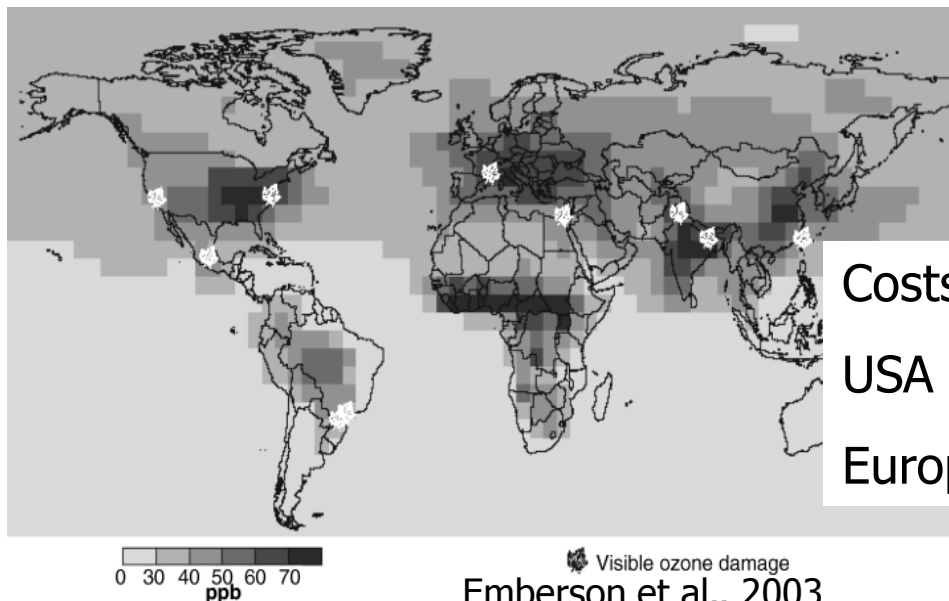 Costs
USA
Europ
0 30 40 50 60 70
ppb
Visible ozone damage
Emberson et al., 2003